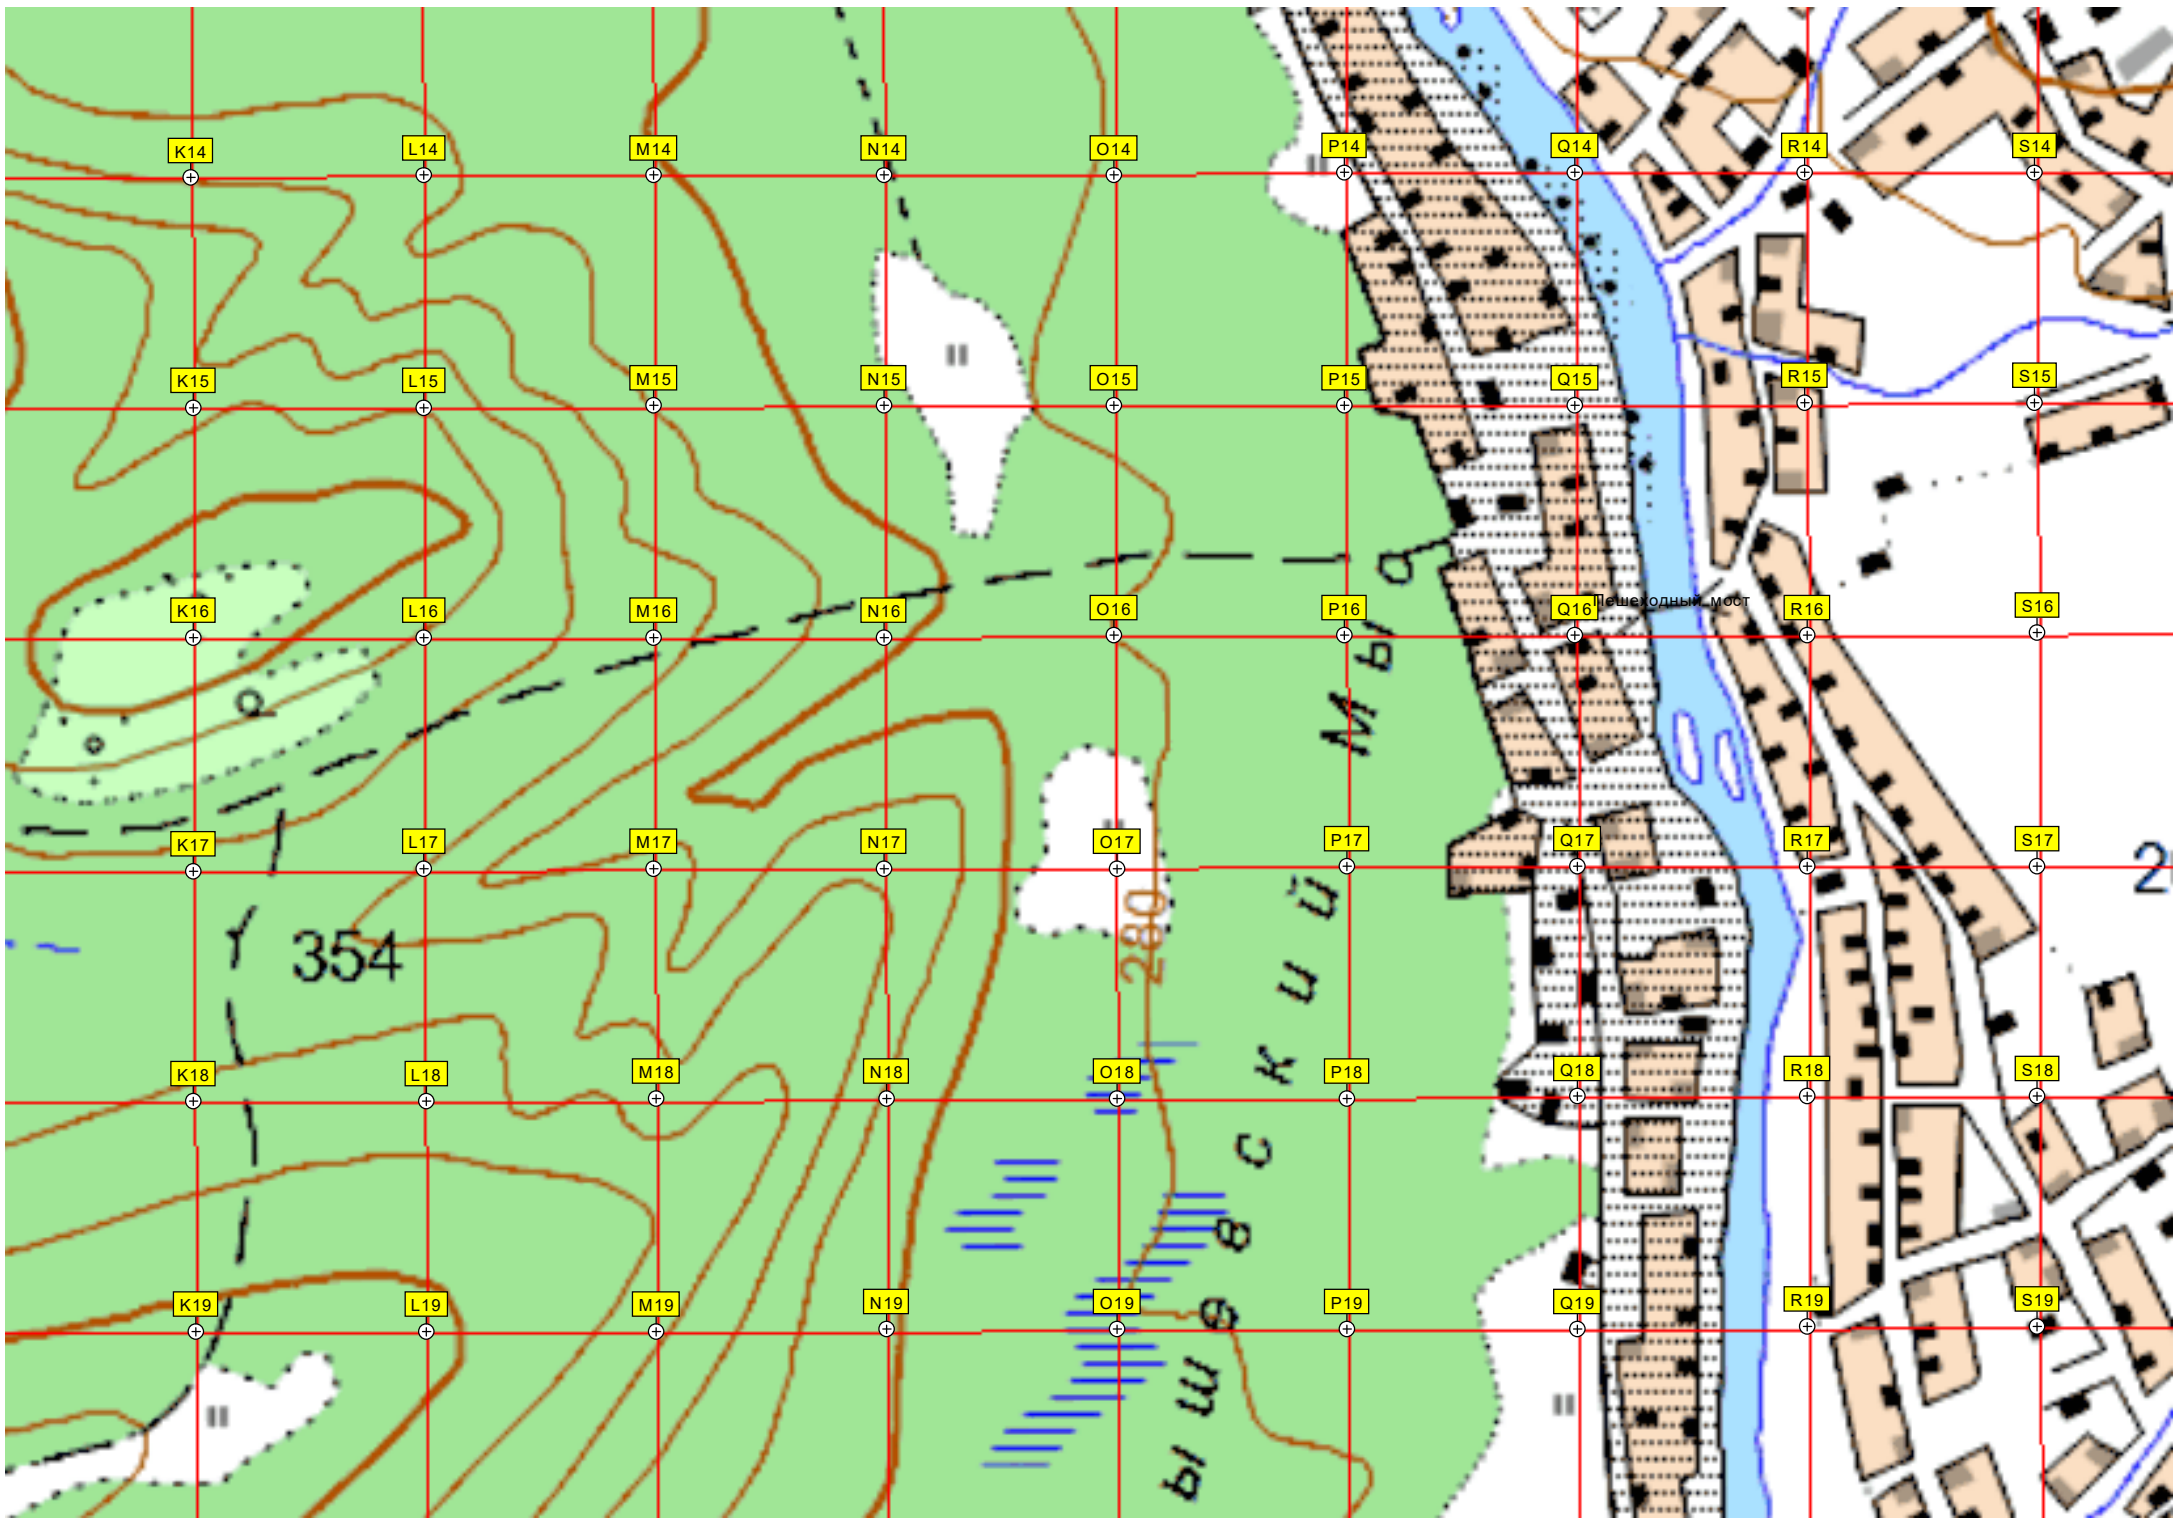 K14 L14 M14 N14 O14 P14 Q14 R14 S14
K15 L15 M15 N15 O15 P15 Q15 R15 S15
Пешеходный мост
K16 L16 M16 N16 O16 P16 Q16 R16 S16
K17 L17 M17 N17 O17 P17 Q17 R17 S17
354
280
K18 L18 M18 N18 O18 P18 Q18 R18 S18
K19 L19 M19 N19 O19 P19 Q19 R19 S19
ышевский Мыс